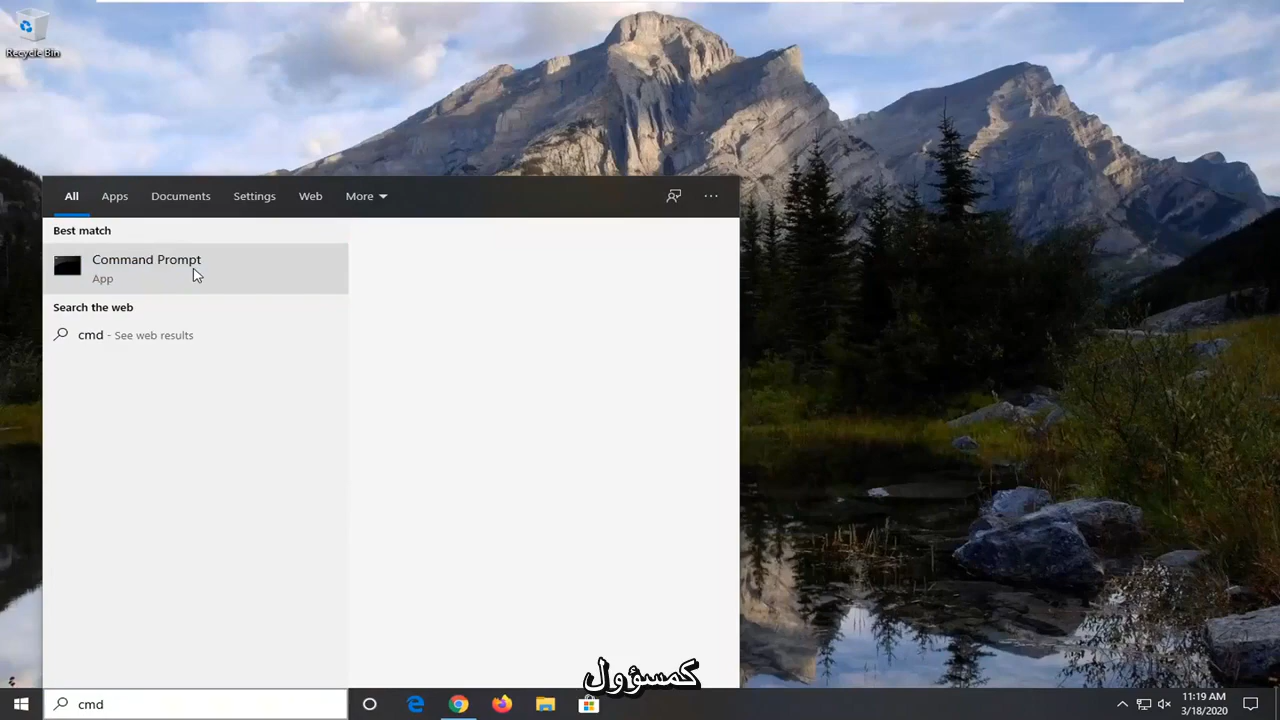 Recycle Bin
All Apps Documents Settings Web More
Best match
Command Prompt
App
Search the web
cmd - See web results
كمسؤول
cmd
11:19 AM
3/18/2020